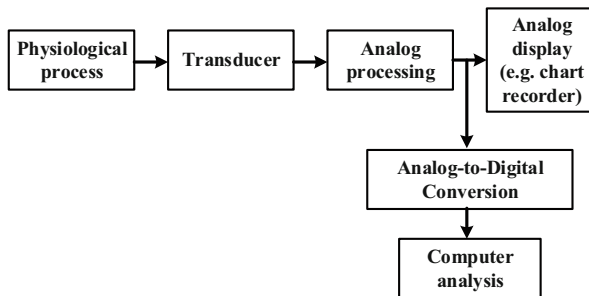 Physiological
process
Transducer
Analog
processing
Analog
display
(e.g. chart
recorder)
Analog-to-Digital
Conversion
Computer
analysis